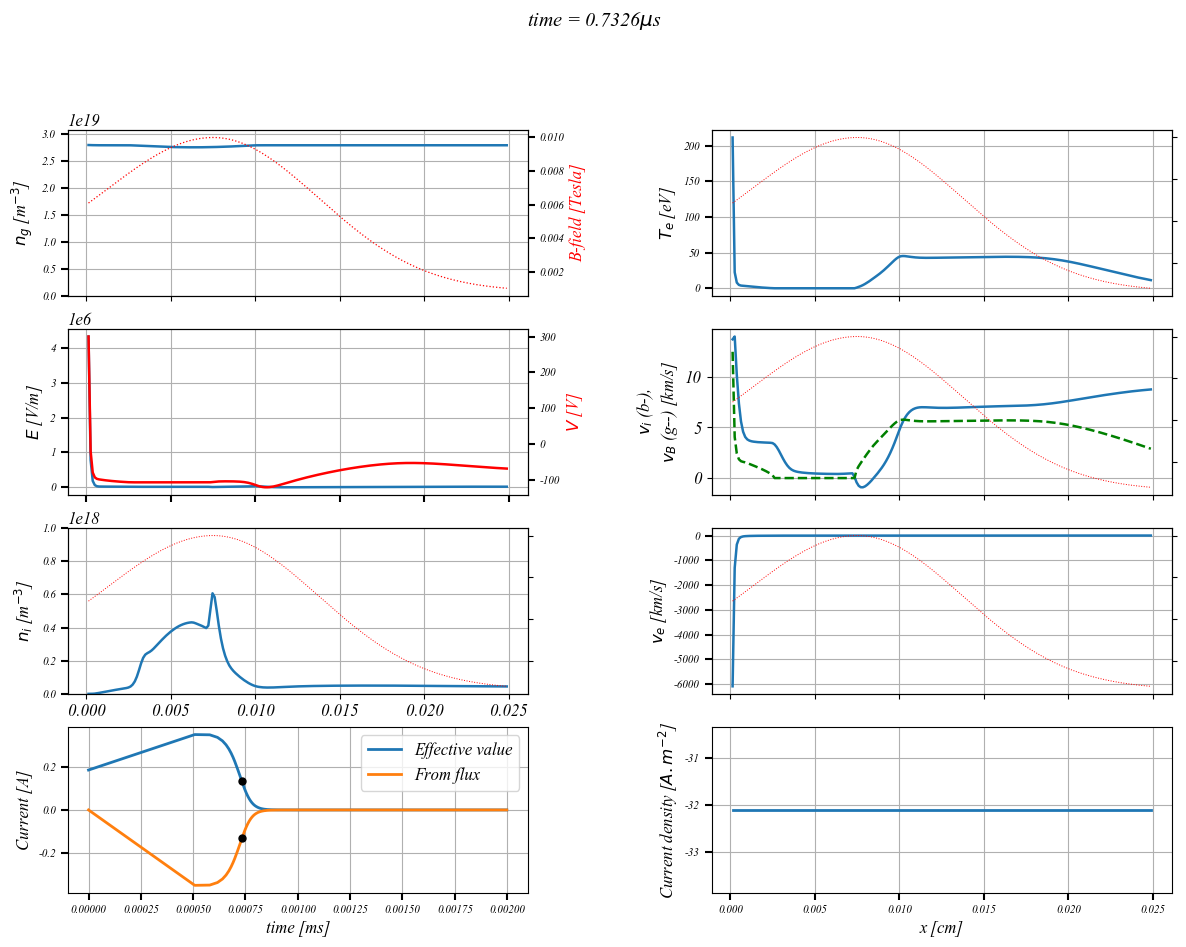 time = 0.7326μs
1e19
3.0
2.5
2.0
1.5
1.0
0.5
0.0
n_g [m^{-3}]
0.010
0.008
0.006
0.004
0.002
B-field [Tesla]
200
150
100
50
0
T_e [eV]
1e6
4
3
2
1
0
E [V/m]
300
200
100
0
-100
V [V]
10
5
0
v_i (b-),
v_B (g--) [km/s]
1e18
1.0
0.8
0.6
0.4
0.2
0.0
n_i [m^{-3}]
0.000 0.005 0.010 0.015 0.020 0.025
0
-1000
-2000
-3000
-4000
-5000
-6000
v_e [km/s]
0.2
0.0
-0.2
Current [A]
Effective value
From flux
0.00000 0.00025 0.00050 0.00075 0.00100 0.00125 0.00150 0.00175 0.00200
time [ms]
-31
-32
-33
Current density [A.m^{-2}]
0.000 0.005 0.010 0.015 0.020 0.025
x [cm]